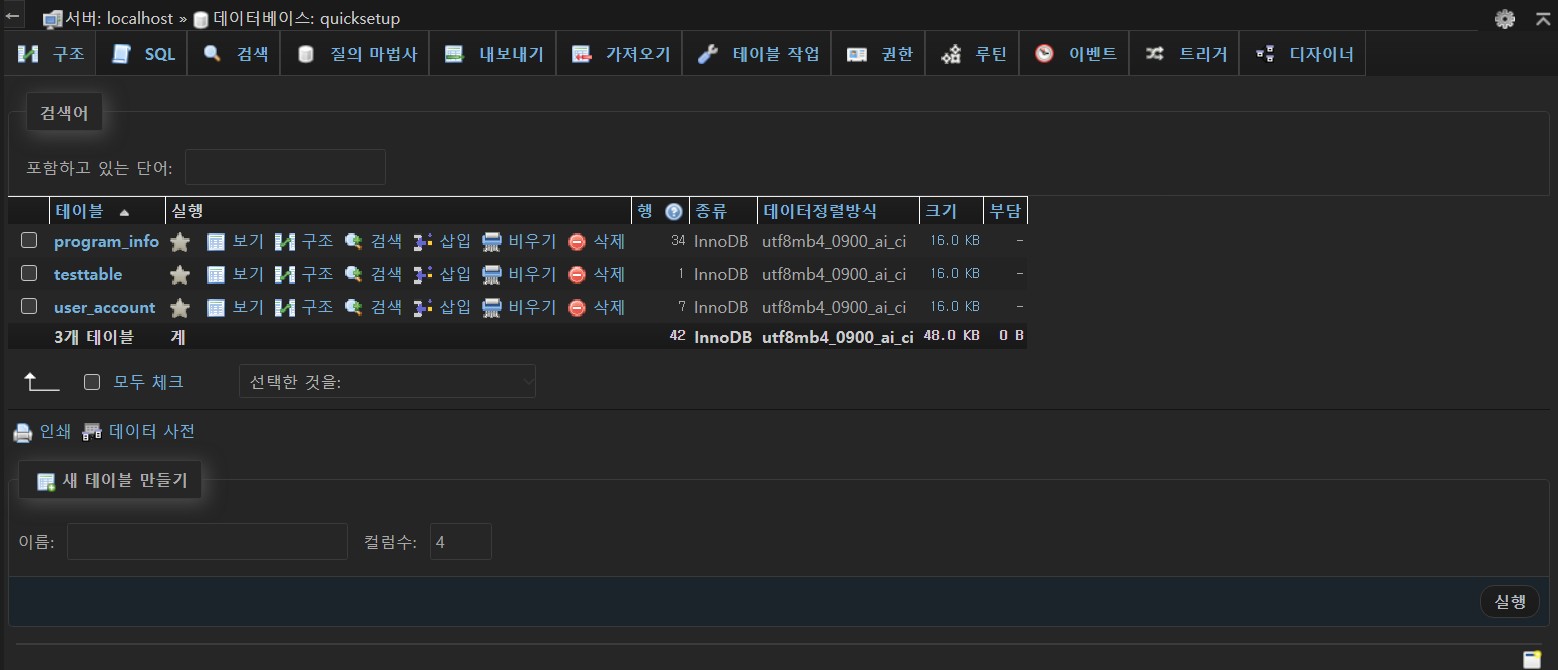 서버: localhost » 데이터베이스: quicksetup
구조 SQL 검색 질의 마법사 내보내기 가져오기 테이블 작업 권한 루틴 이벤트 트리거 디자이너
검색어
포함하고 있는 단어:
테이블 실행 행 종류 데이터정렬방식 크기 부담
program_info 보기 구조 검색 삽입 비우기 삭제 34 InnoDB utf8mb4_0900_ai_ci 16.0 KB -
testtable 보기 구조 검색 삽입 비우기 삭제 1 InnoDB utf8mb4_0900_ai_ci 16.0 KB -
user_account 보기 구조 검색 삽입 비우기 삭제 7 InnoDB utf8mb4_0900_ai_ci 16.0 KB -
3개 테이블 계 42 InnoDB utf8mb4_0900_ai_ci 48.0 KB 0 B
모두 체크 선택한 것을:
인쇄 데이터 사전
새 테이블 만들기
이름: 컬럼수: 4
실행